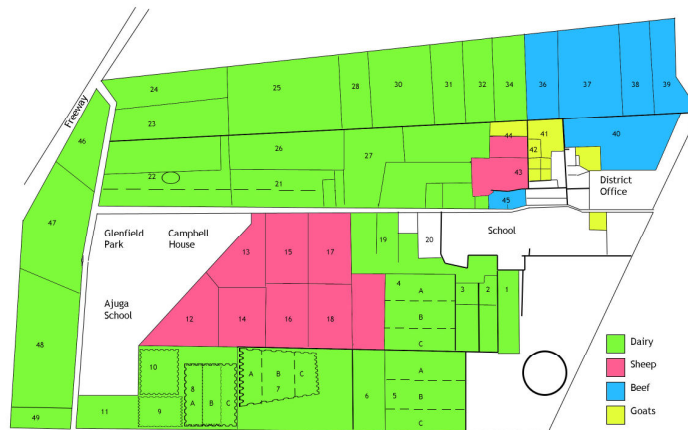 24
25
28
30
31
32
34
36
37
38
39
23
Freeway
46
26
27
44
41
42
40
43
22
21
45
District
Office
47
Glenfield
Park
Campbell
House
13
15
17
19
20
School
Ajuga
School
12
14
16
18
4
A
B
C
3
2
1
48
10
8
A
B
C
9
A
B
C
7
6
5
A
B
C
11
49
Dairy
Sheep
Beef
Goats